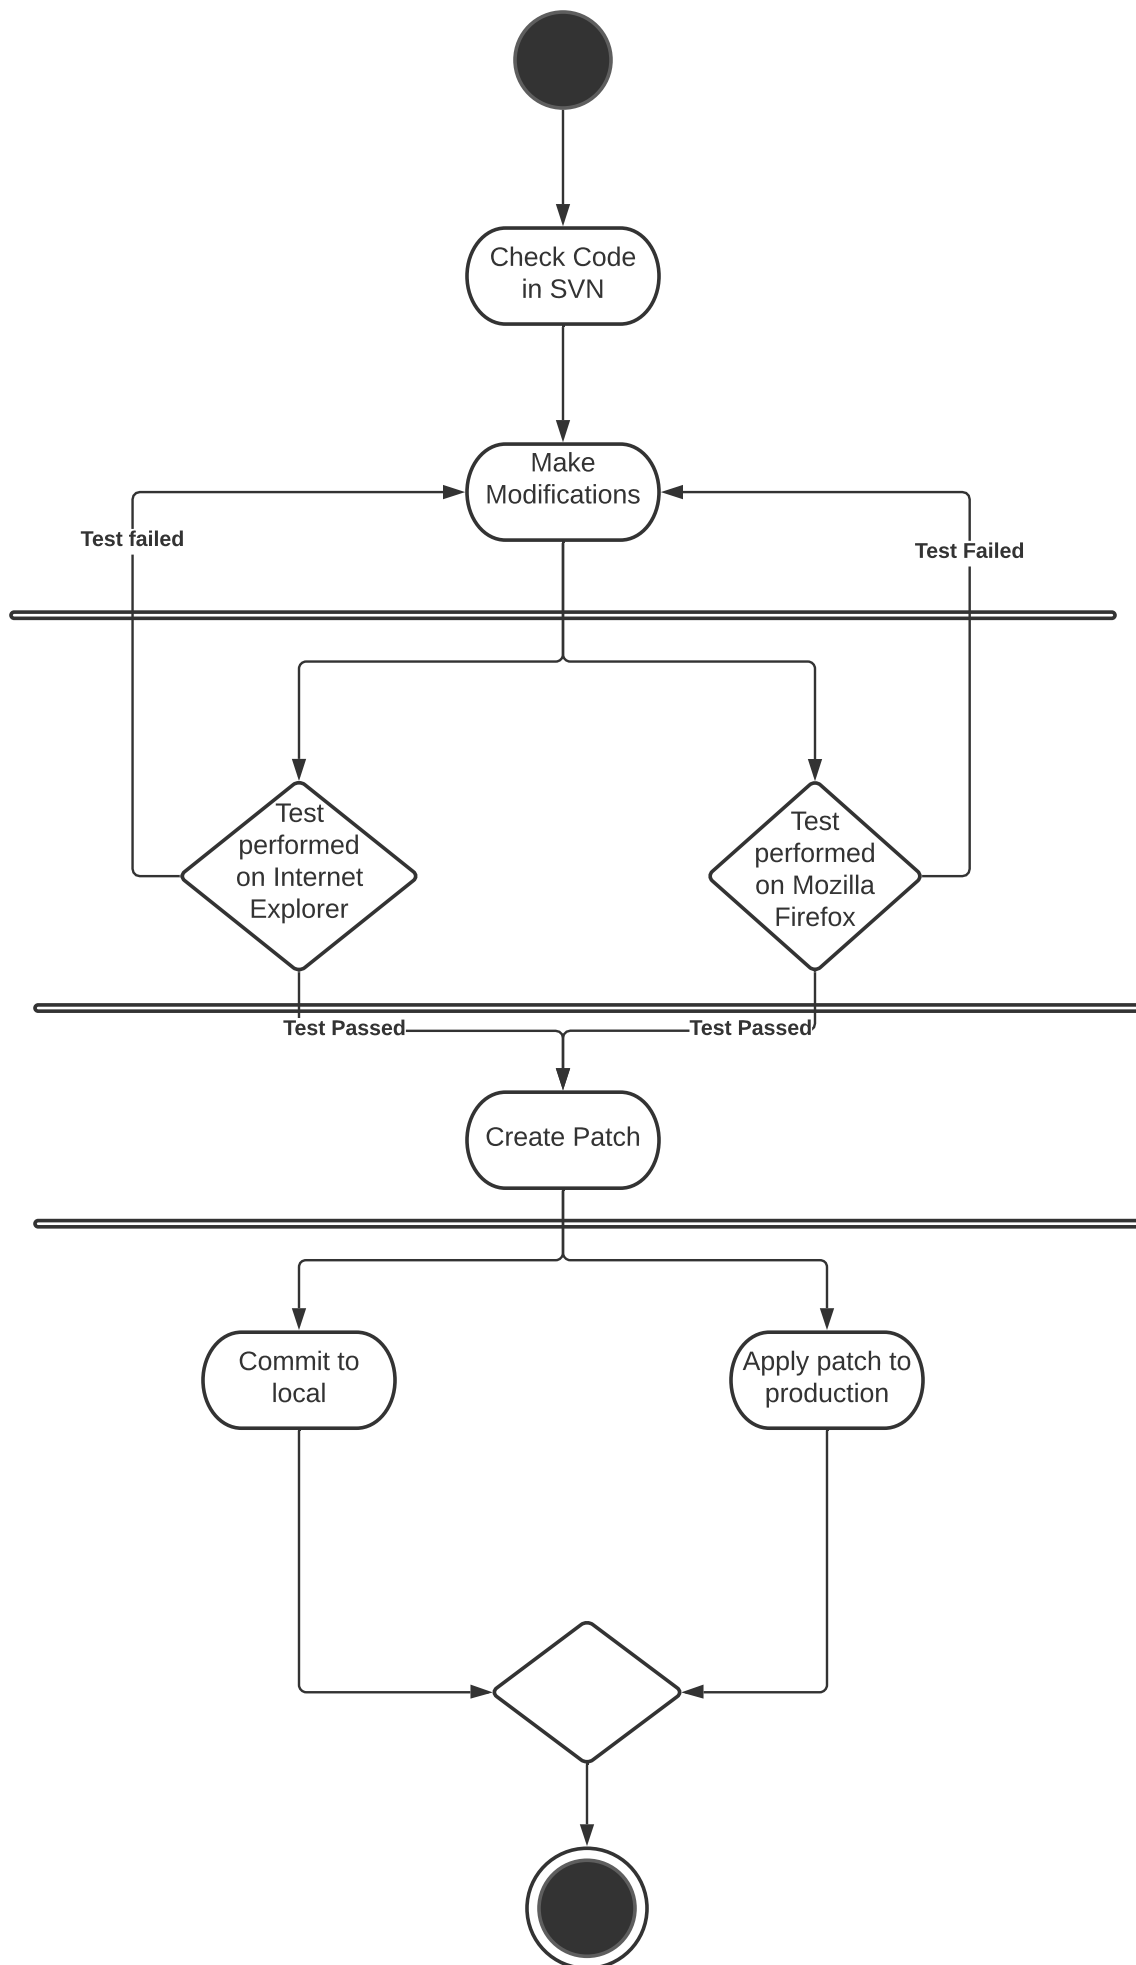 Check Code
in SVN
Make
Modifications
Test failed
Test Failed
Test
performed
on Internet
Explorer
Test
performed
on Mozilla
Firefox
Test Passed
Test Passed
Create Patch
Commit to
local
Apply patch to
production